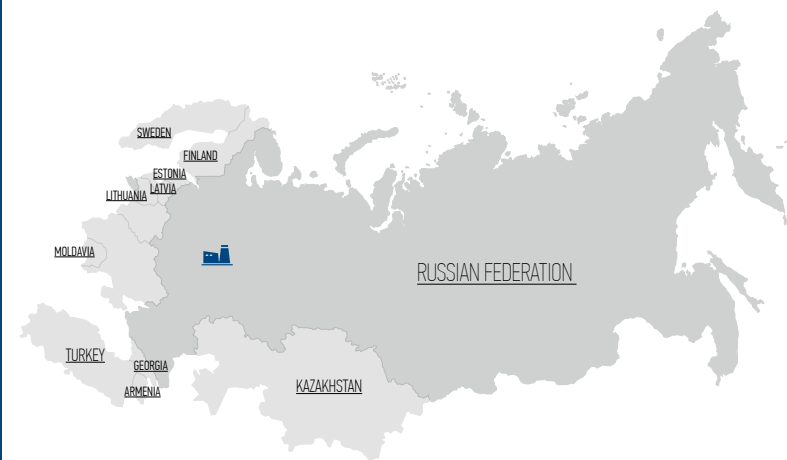 SWEDEN
FINLAND
ESTONIA
LATVIA
LITHUANIA
MOLDAVIA
RUSSIAN FEDERATION
TURKEY
GEORGIA
ARMENIA
KAZAKHSTAN